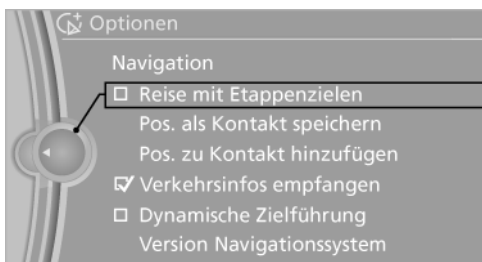 Optionen
Navigation
Reise mit Etappenzielen
Pos. als Kontakt speichern
Pos. zu Kontakt hinzufügen
Verkehrsinfos empfangen
Dynamische Zielführung
Version Navigationssystem